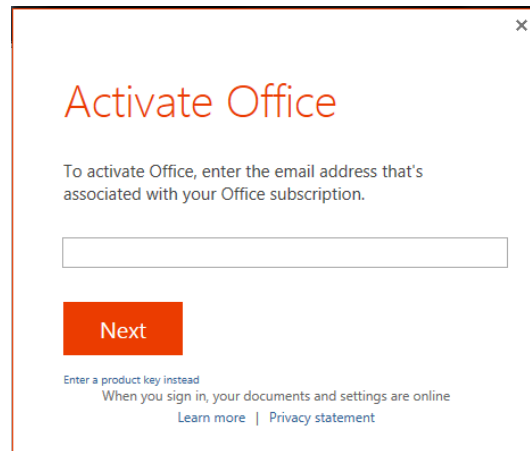 Activate Office
To activate Office, enter the email address that's
associated with your Office subscription.
Next
Enter a product key instead
When you sign in, your documents and settings are online
Learn more | Privacy statement